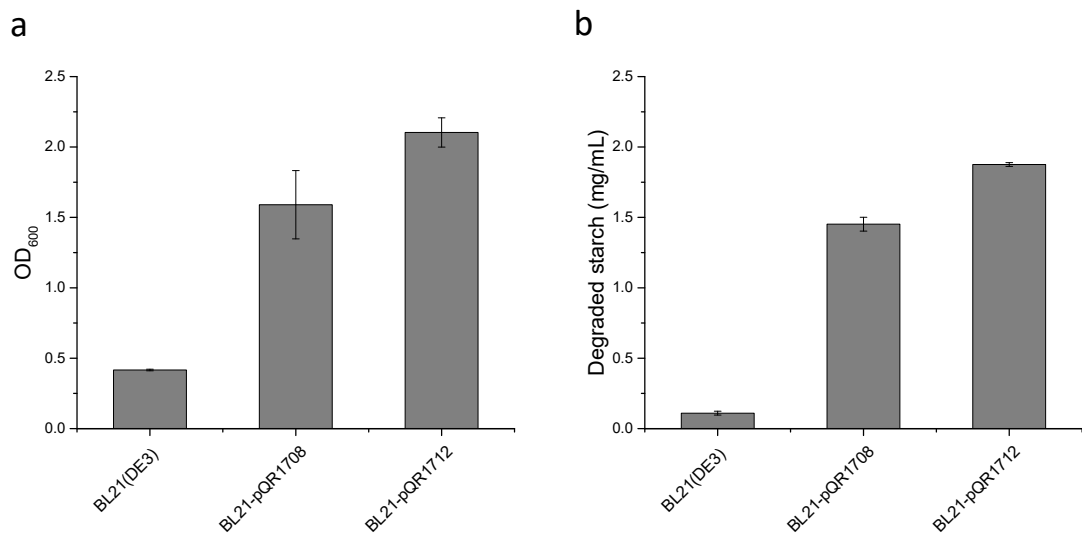 a
2.5
2.0
1.5
1.0
0.5
0.0
OD600
BL21(DE3)
BL21-pQR1708
BL21-pQR1712
b
2.5
2.0
1.5
1.0
0.5
0.0
Degraded starch (mg/mL)
BL21(DE3)
BL21-pQR1708
BL21-pQR1712